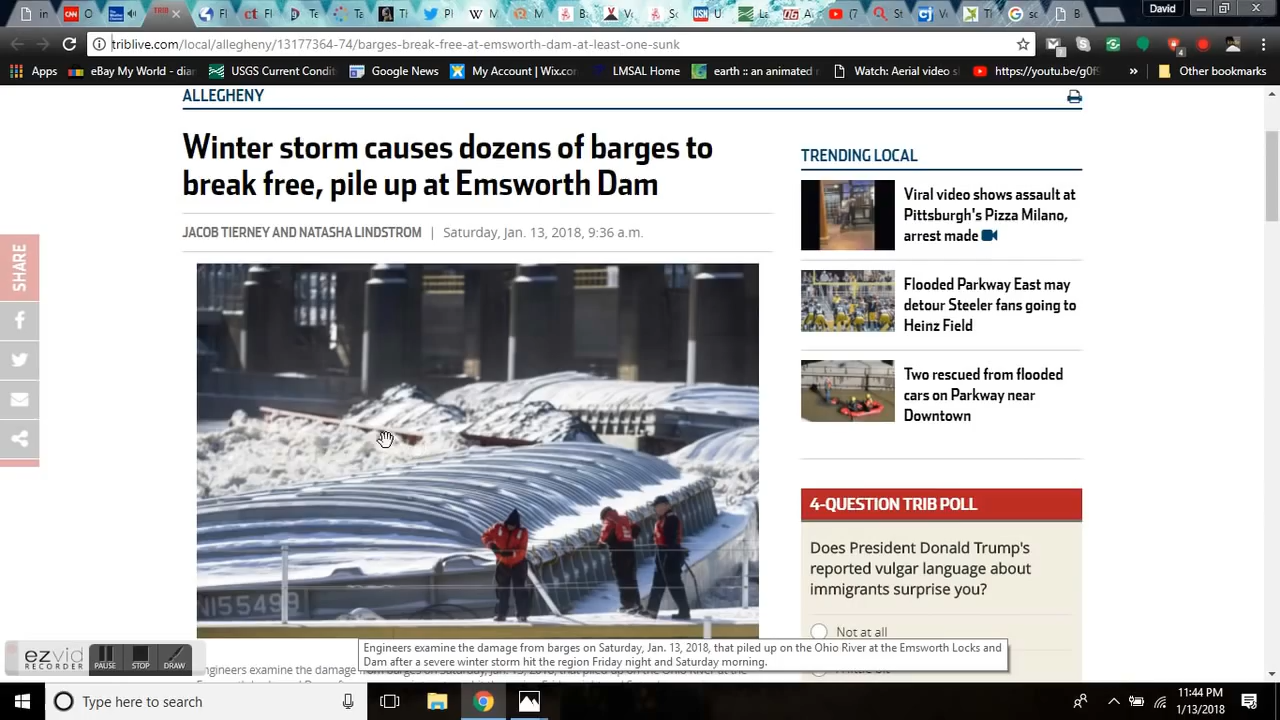 David
triblive.com/local/allegheny/13177364-74/barges-break-free-at-emsworth-dam-at-least-one-sunk
Apps
eBay My World - dian
USGS Current Condit
Google News
My Account | Wix.co
LMSAL Home
earth :: an animated
Watch: Aerial video s
https://youtu.be/g0f9
»
Other bookmarks
ALLEGHENY
Winter storm causes dozens of barges to
break free, pile up at Emsworth Dam
JACOB TIERNEY AND NATASHA LINDSTROM | Saturday, Jan. 13, 2018, 9:36 a.m.
SHARE
TRENDING LOCAL
Viral video shows assault at
Pittsburgh's Pizza Milano,
arrest made
Flooded Parkway East may
detour Steeler fans going to
Heinz Field
Two rescued from flooded
cars on Parkway near
Downtown
4-QUESTION TRIB POLL
Does President Donald Trump's
reported vulgar language about
immigrants surprise you?
Not at all
NI55499
Engineers examine the damage from barges on Saturday, Jan. 13, 2018, that piled up on the Ohio River at the Emsworth Locks and
Dam after a severe winter storm hit the region Friday night and Saturday morning.
ezvid
RECORDER
PAUSE
STOP
DRAW
Type here to search
11:44 PM
1/13/2018